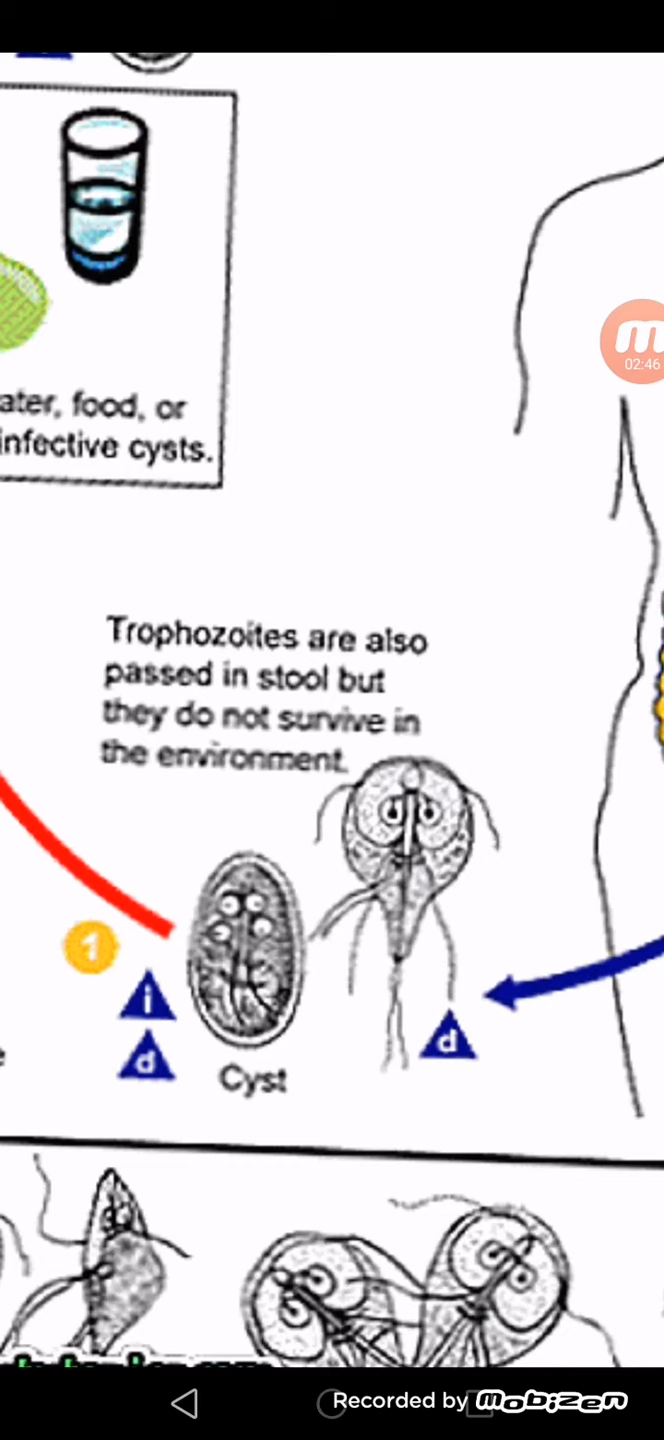 ater, food, or
infective cysts.
02:46
Trophozoites are also
passed in stool but
they do not survive in
the environment.
1
i
d
d
Cyst
Recorded by mobizen